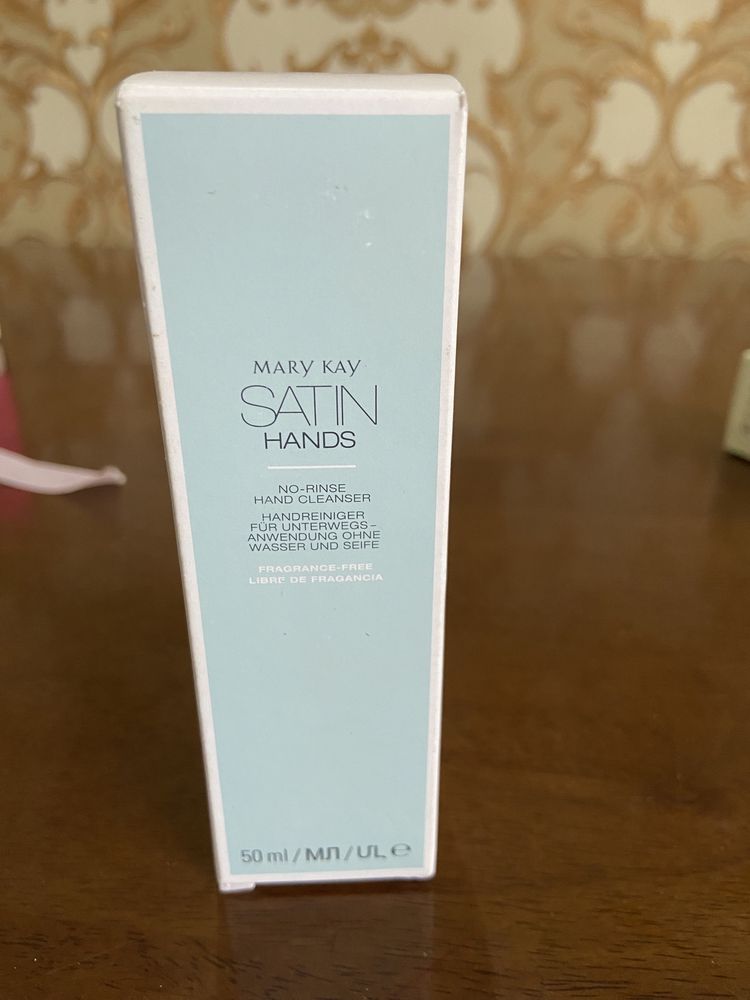 MARY KAY
SATIN
HANDS
NO-RINSE
HAND CLEANSER
HANDREINIGER
FÜR UNTERWEGS–
ANWENDUNG OHNE
WASSER UND SEIFE
FRAGRANCE-FREE
LIBRE DE FRAGANCIA
50 ml / МЛ / ՄԼ ℮